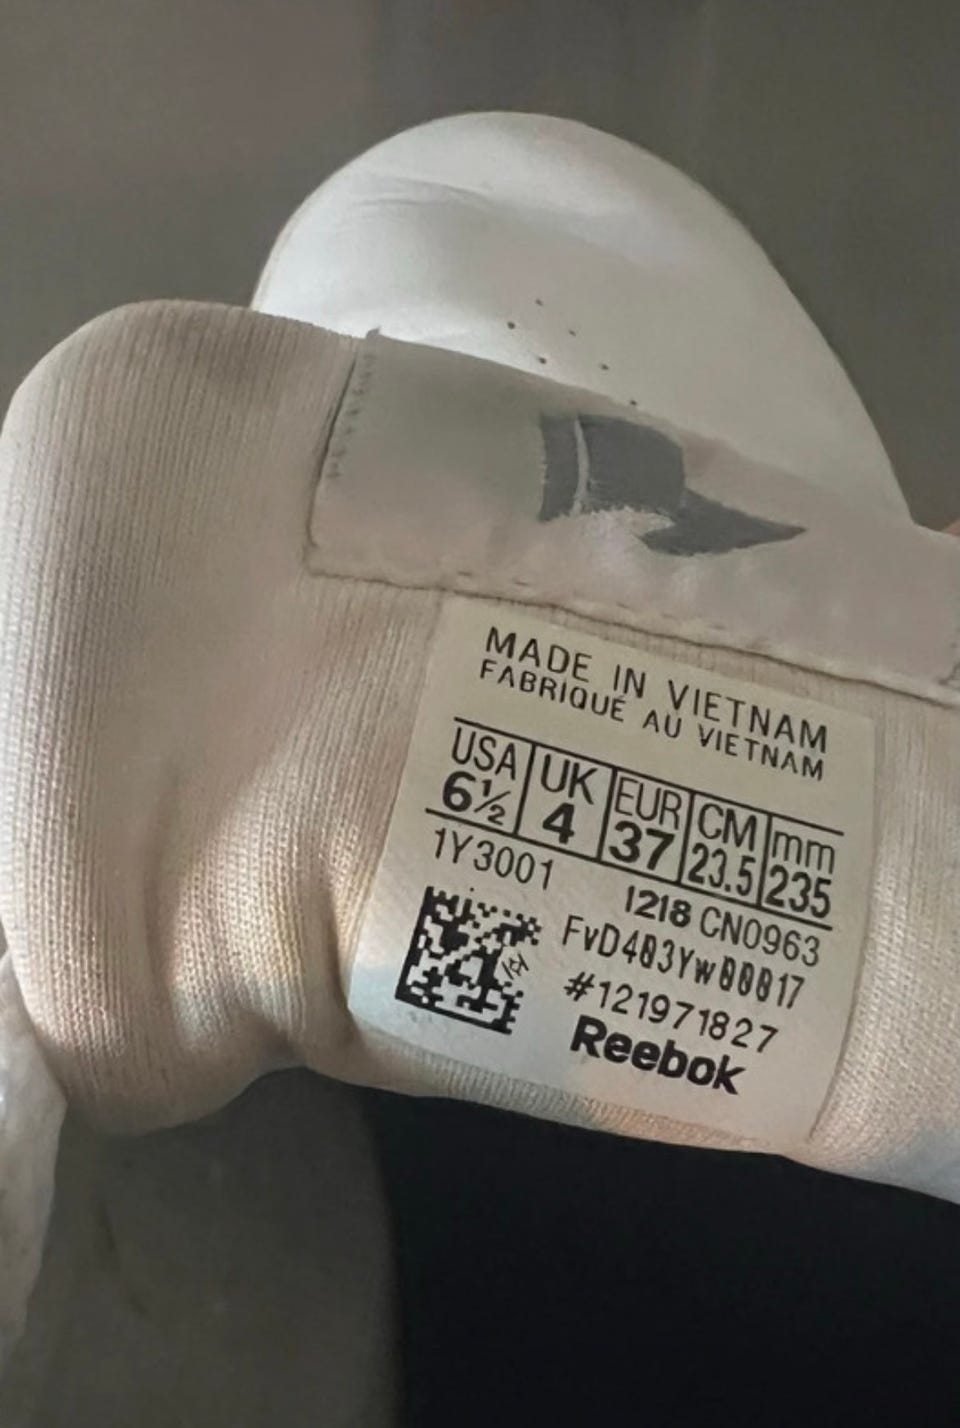 MADE IN VIETNAM
FABRIQUÉ AU VIETNAM
USA UK EUR CM mm
6½ 4 37 23.5 235
1Y3001 1218 CN0963
FvD403Yw00017
#121971827
Reebok